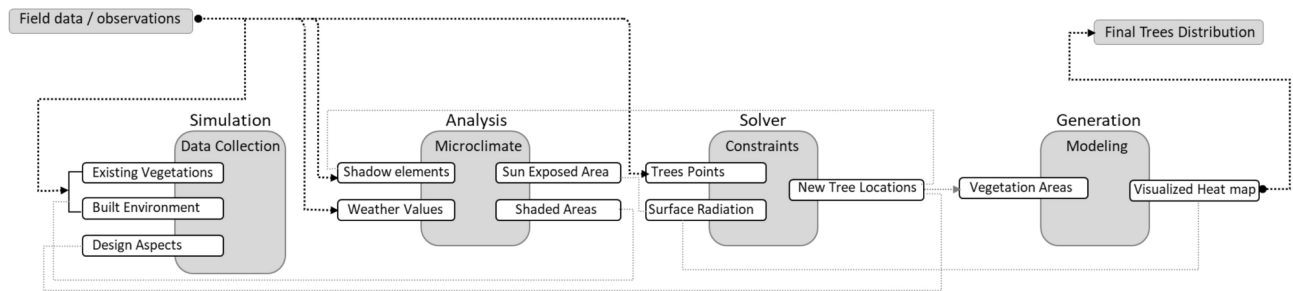 Field data / observations
Final Trees Distribution
Simulation
Data Collection
Existing Vegetations
Built Environment
Design Aspects
Analysis
Microclimate
Shadow elements
Sun Exposed Area
Weather Values
Shaded Areas
Solver
Constraints
Trees Points
New Tree Locations
Surface Radiation
Generation
Modeling
Vegetation Areas
Visualized Heat map